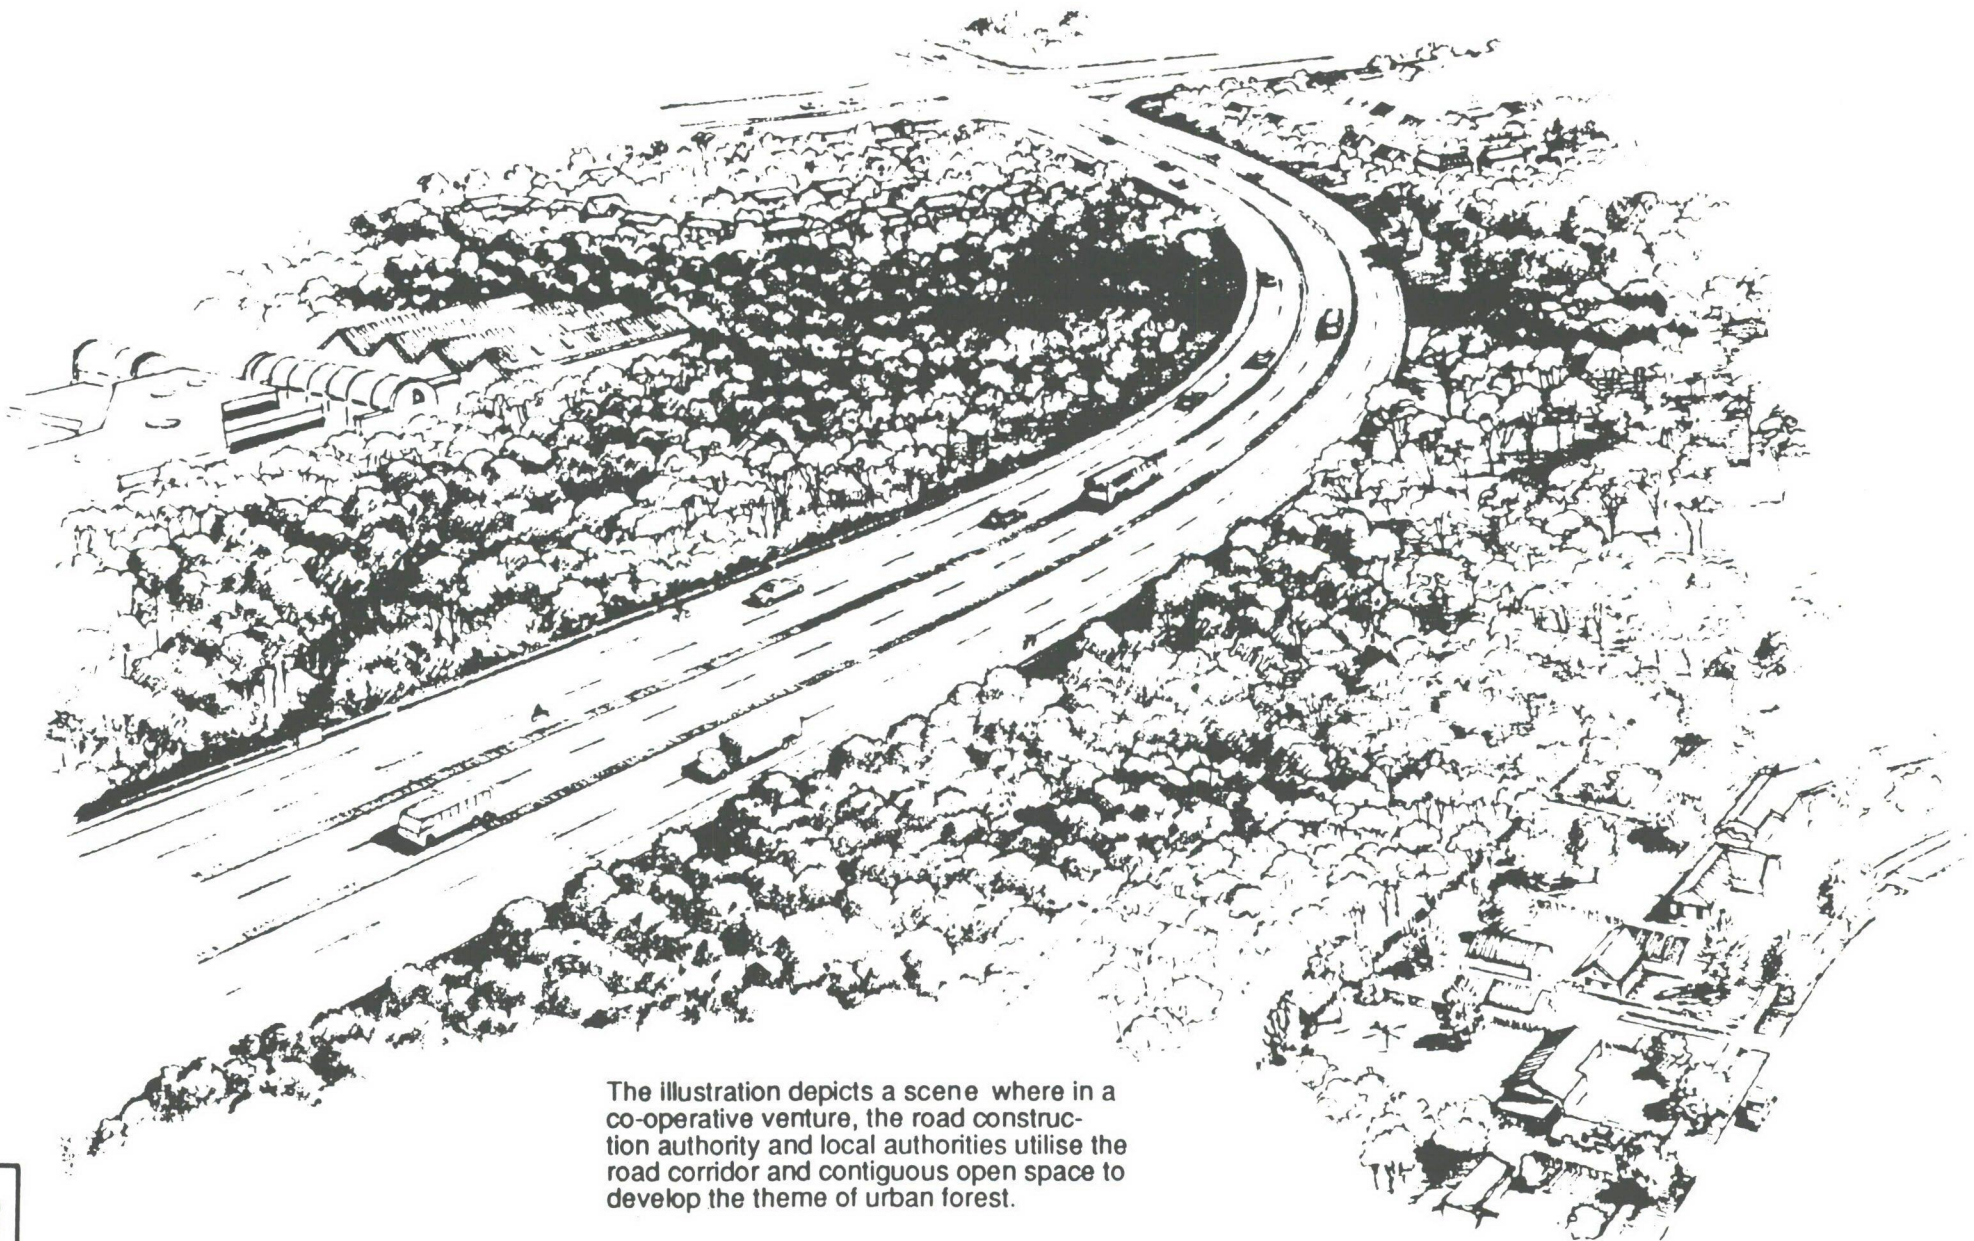 The illustration depicts a scene where in a
co-operative venture, the road construc-
tion authority and local authorities utilise the
road corridor and contiguous open space to
develop the theme of urban forest.